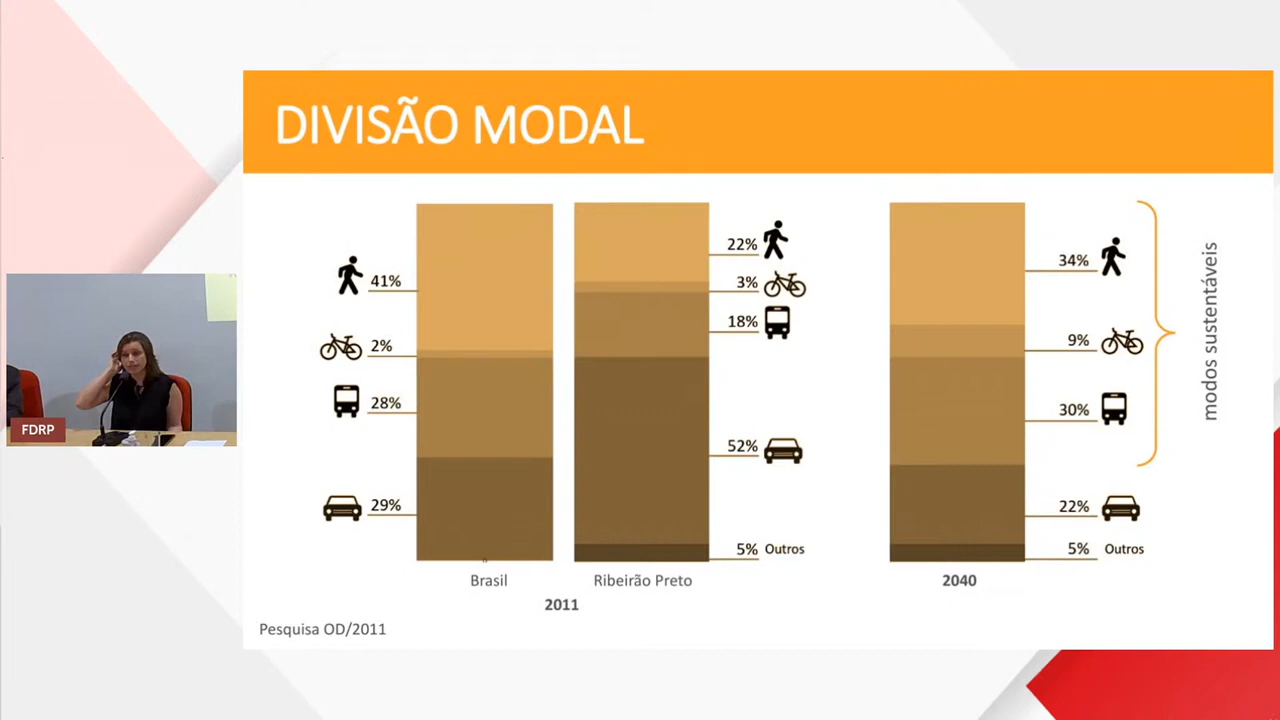 DIVISÃO MODAL
41%
2%
28%
29%
22%
3%
18%
52%
5% Outros
34%
9%
30%
22%
5% Outros
modos sustentáveis
Brasil
Ribeirão Preto
2011
2040
Pesquisa OD/2011
FDRP